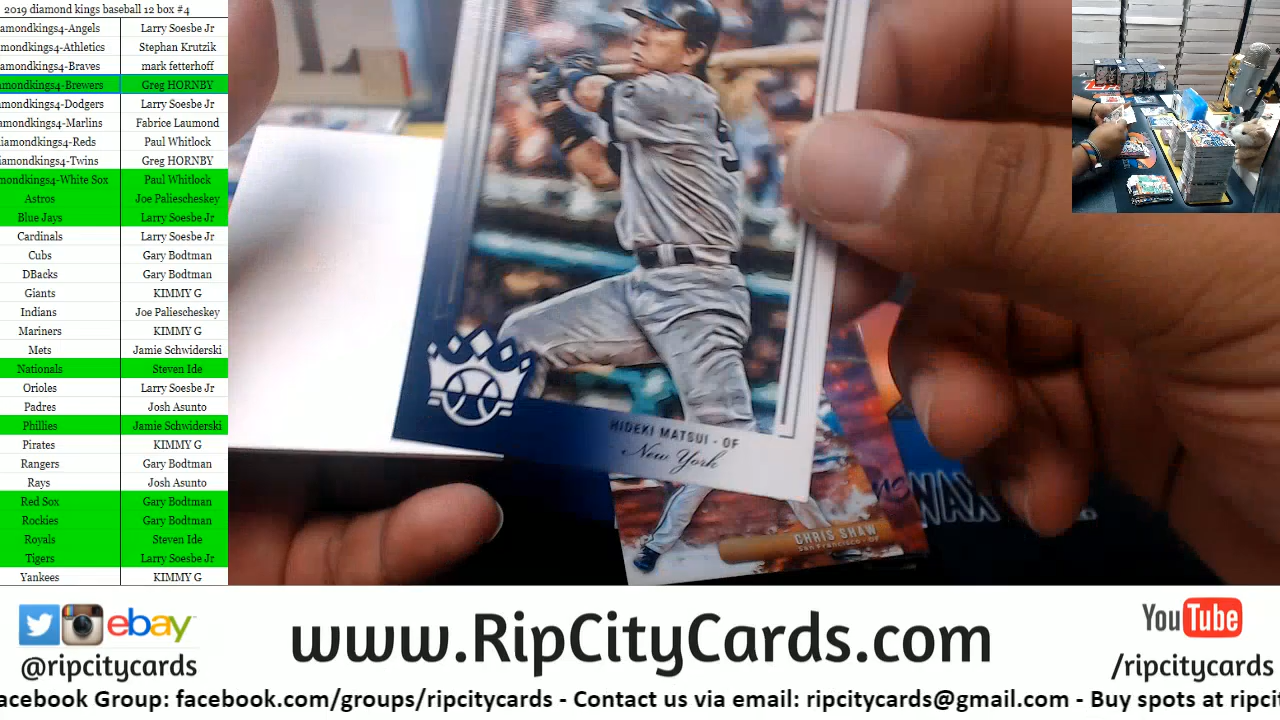 2019 diamond kings baseball 12 box #4
amondkings4-Angels Larry Soesbe Jr
mondkings4-Athletics Stephan Krutzik
amondkings4-Braves mark fetterhoff
amondkings4-Brewers Greg HORNBY
amondkings4-Dodgers Larry Soesbe Jr
amondkings4-Marlins Fabrice Laumond
iamondkings4-Reds Paul Whitlock
iamondkings4-Twins Greg HORNBY
mondkings4-White Sox Paul Whitlock
Astros Joe Paliescheskey
Blue Jays Larry Soesbe Jr
Cardinals Larry Soesbe Jr
Cubs Gary Bodtman
DBacks Gary Bodtman
Giants KIMMY G
Indians Joe Paliescheskey
Mariners KIMMY G
Mets Jamie Schwiderski
Nationals Steven Ide
Orioles Larry Soesbe Jr
Padres Josh Asunto
Phillies Jamie Schwiderski
Pirates KIMMY G
Rangers Gary Bodtman
Rays Josh Asunto
Red Sox Gary Bodtman
Rockies Gary Bodtman
Royals Steven Ide
Tigers Larry Soesbe Jr
Yankees KIMMY G
HIDEKI MATSUI - OF
New York
CHRIS SHAW
SAN FRANCISCO - OF
WAX
ebay
@ripcitycards
www.RipCityCards.com
YouTube
/ripcitycards
acebook Group: facebook.com/groups/ripcitycards - Contact us via email: ripcitycards@gmail.com - Buy spots at ripci